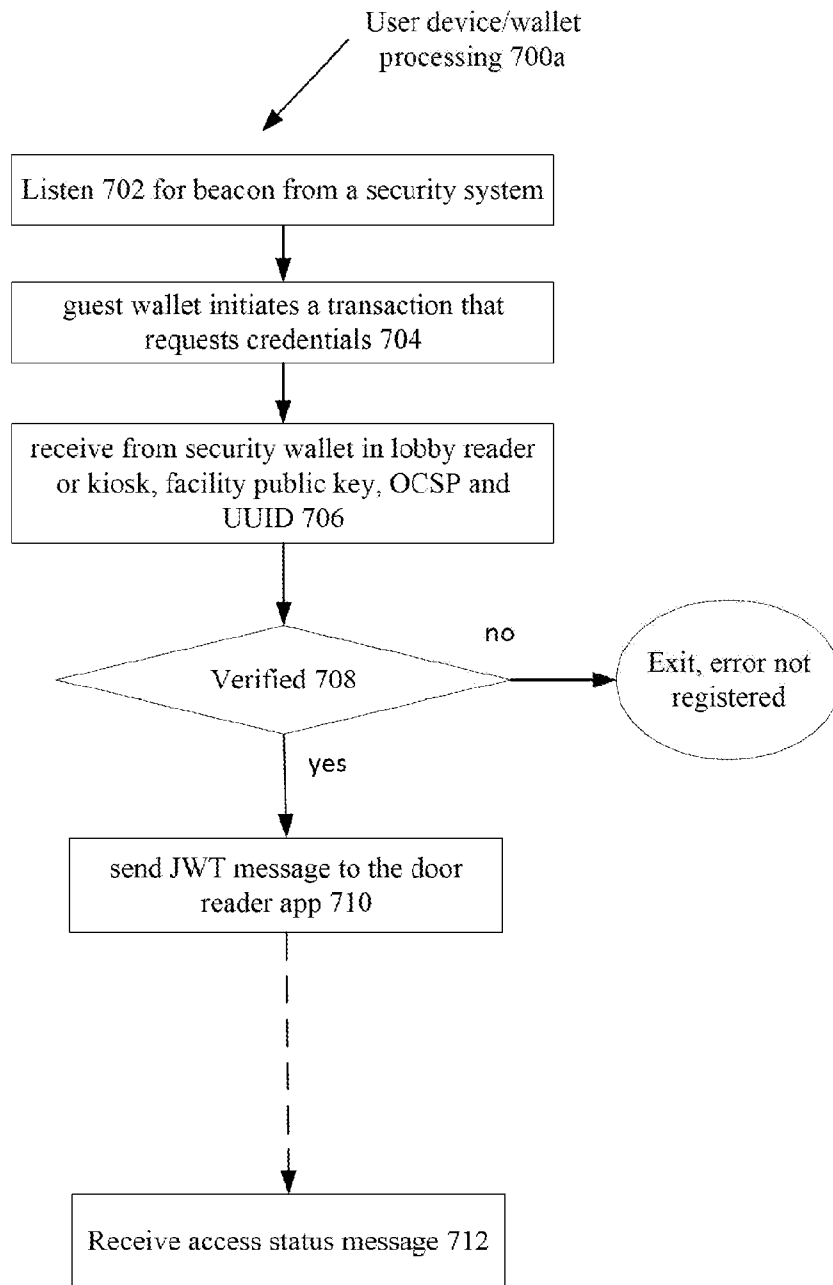 User device/wallet
processing 700a
Listen 702 for beacon from a security system
guest wallet initiates a transaction that
requests credentials 704
receive from security wallet in lobby reader
or kiosk, facility public key, OCSP and
UUID 706
Verified 708
no
Exit, error not
registered
yes
send JWT message to the door
reader app 710
Receive access status message 712